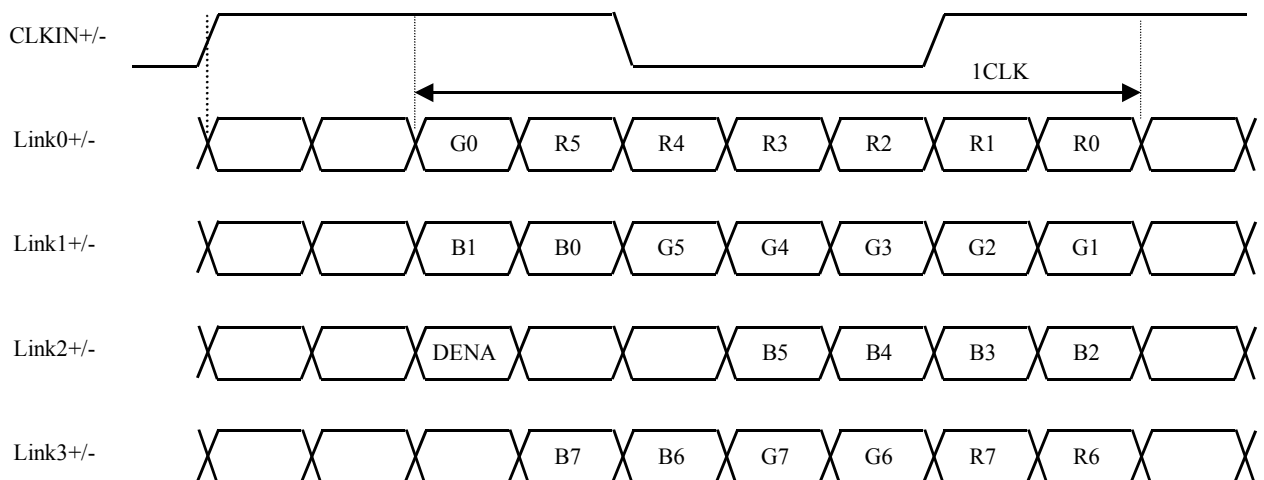 CLKIN+/-
1CLK
Link0+/- G0 R5 R4 R3 R2 R1 R0
Link1+/- B1 B0 G5 G4 G3 G2 G1
Link2+/- DENA B5 B4 B3 B2
Link3+/- B7 B6 G7 G6 R7 R6